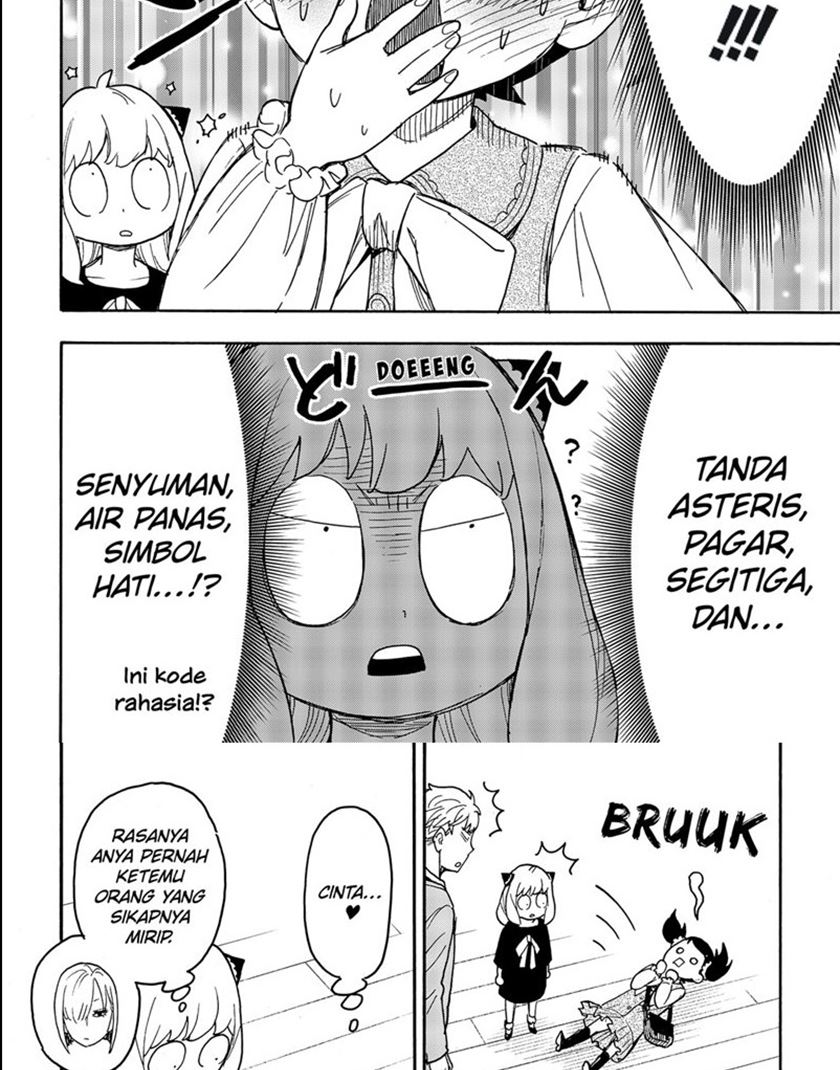 !!!
ど
DOEEENG
ん
?
?
TANDA
ASTERIS,
PAGAR,
SEGITIGA,
DAN...
SENYUMAN,
AIR PANAS,
SIMBOL
HATI...!?
Ini kode
rahasia!?
BRUUK
CINTA...
♥
RASANYA
ANYA PERNAH
KETEMU
ORANG YANG
SIKAPNYA
MIRIP.